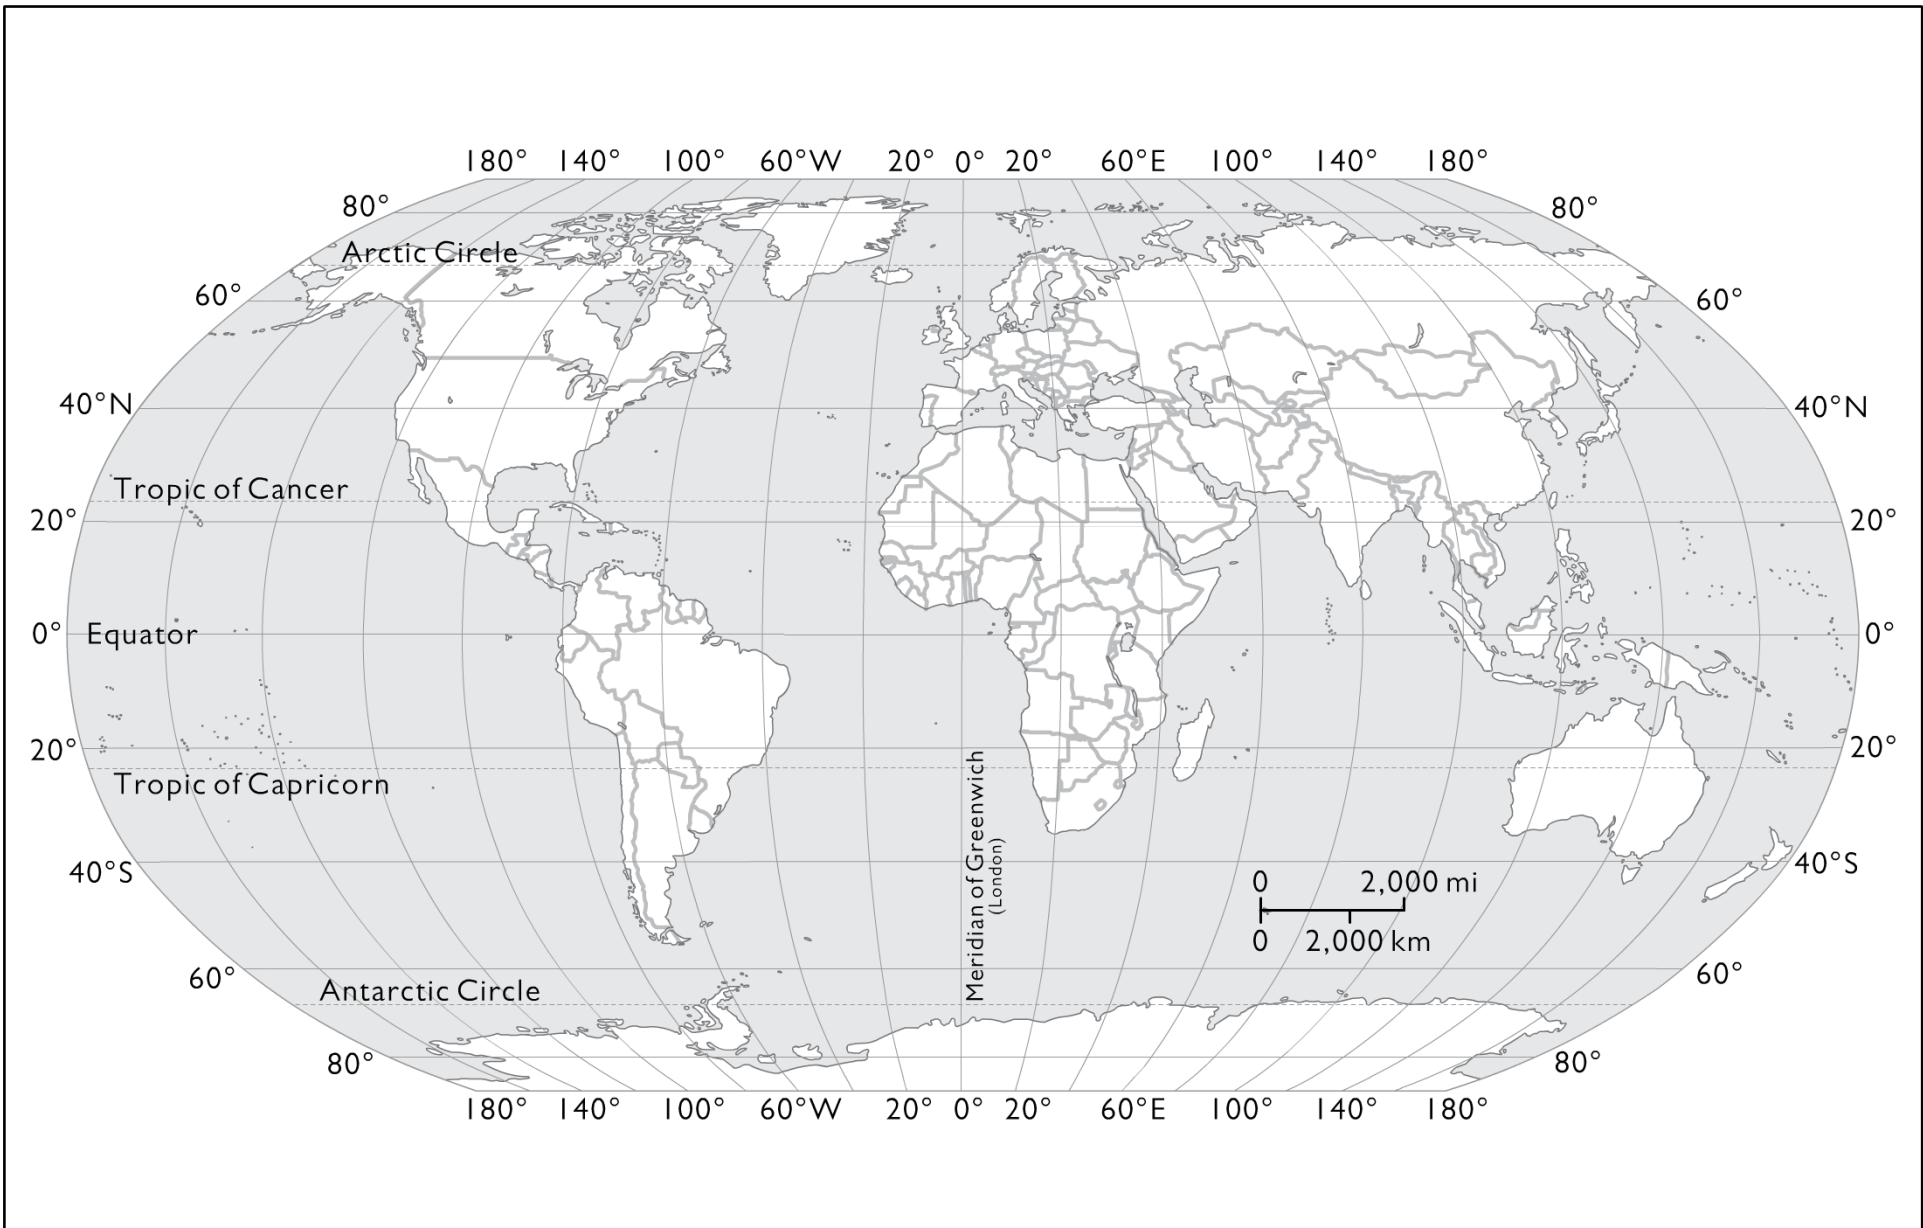 180° 140° 100° 60°W 20° 0° 20° 60°E 100° 140° 180°
80° 80°
Arctic Circle
60° 60°
40°N 40°N
Tropic of Cancer
20° 20°
0° Equator 0°
20° 20°
Tropic of Capricorn
Meridian of Greenwich
(London)
40°S 40°S
0 2,000 mi
0 2,000 km
60° 60°
Antarctic Circle
80° 80°
180° 140° 100° 60°W 20° 0° 20° 60°E 100° 140° 180°